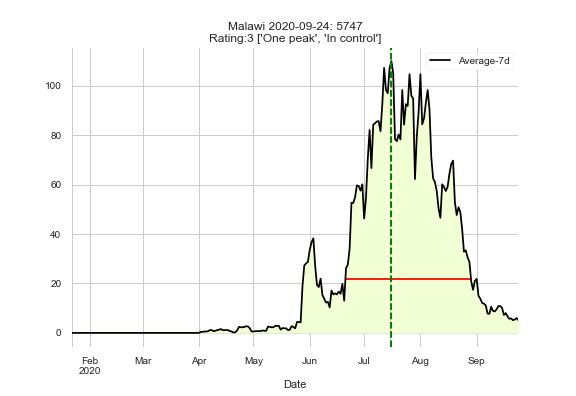 Malawi 2020-09-24: 5747
Rating:3 ['One peak', 'In control']
Average-7d
100
80
60
40
20
0
Feb Mar Apr May Jun Jul Aug Sep
2020
Date